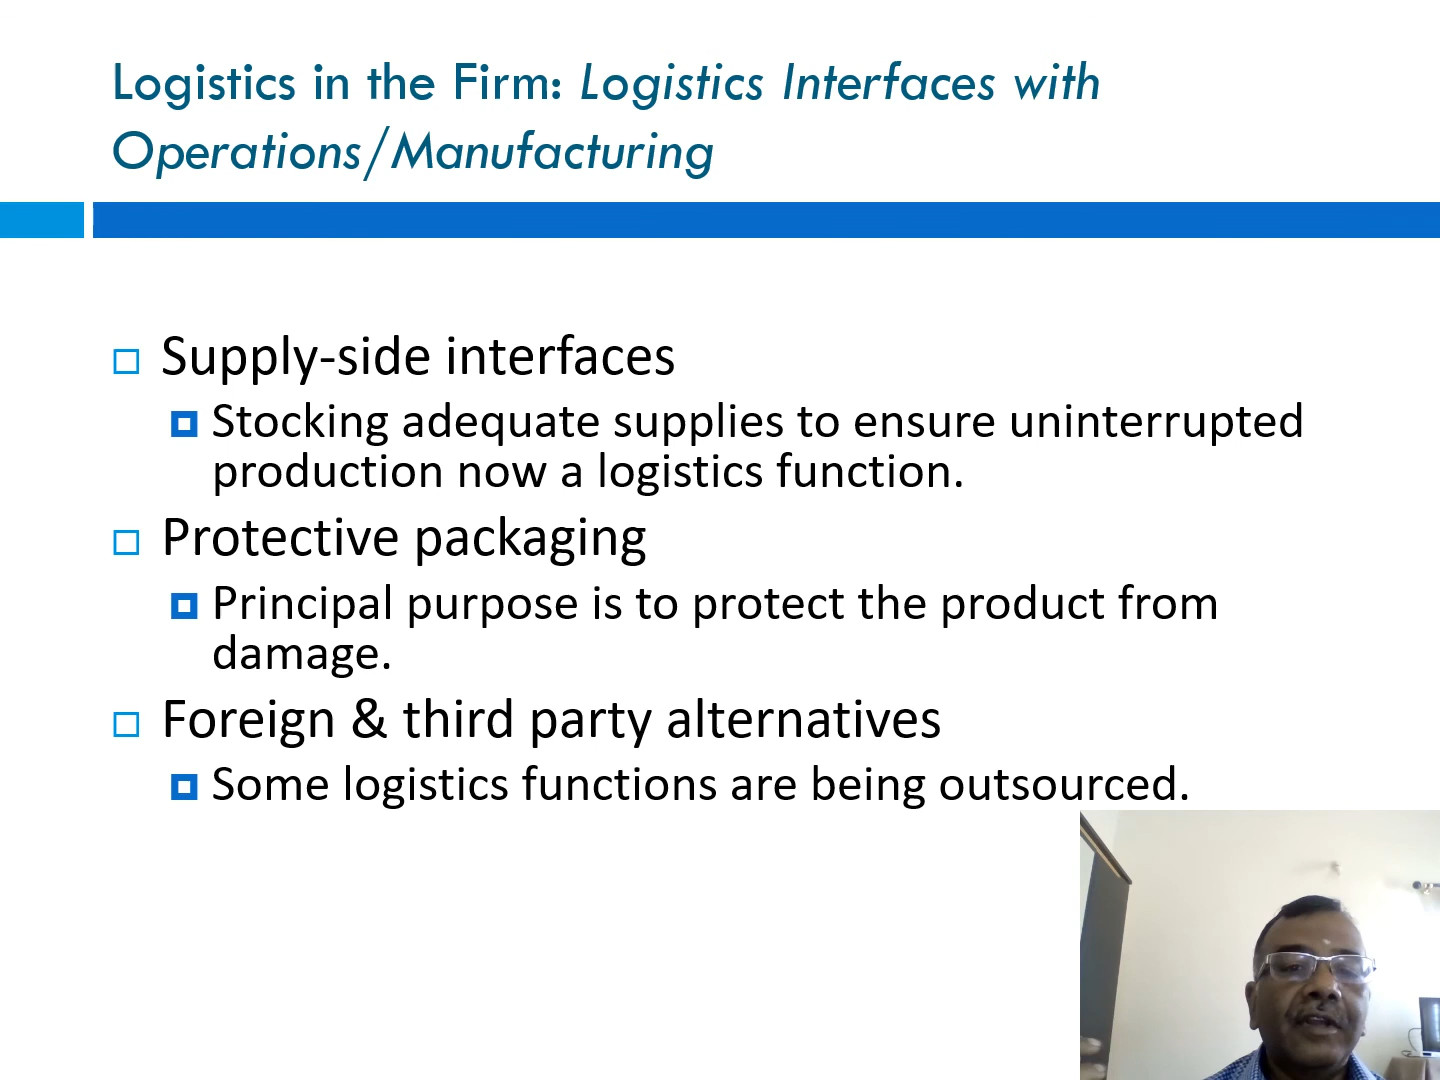 Logistics in the Firm: Logistics Interfaces with
Operations/Manufacturing
Supply-side interfaces
Stocking adequate supplies to ensure uninterrupted
production now a logistics function.
Protective packaging
Principal purpose is to protect the product from
damage.
Foreign & third party alternatives
Some logistics functions are being outsourced.